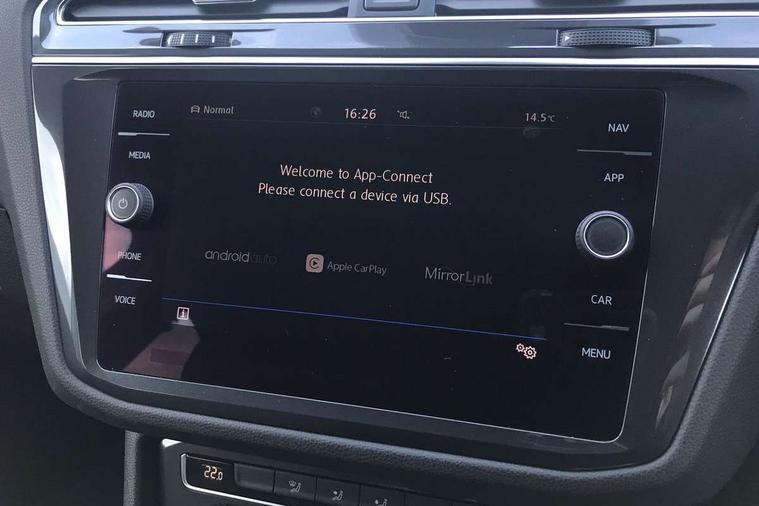 RADIO
Normal
16:26
14.5°C
NAV
MEDIA
Welcome to App-Connect
Please connect a device via USB.
APP
PHONE
androidauto
Apple CarPlay
MirrorLink
VOICE
CAR
MENU
22.0